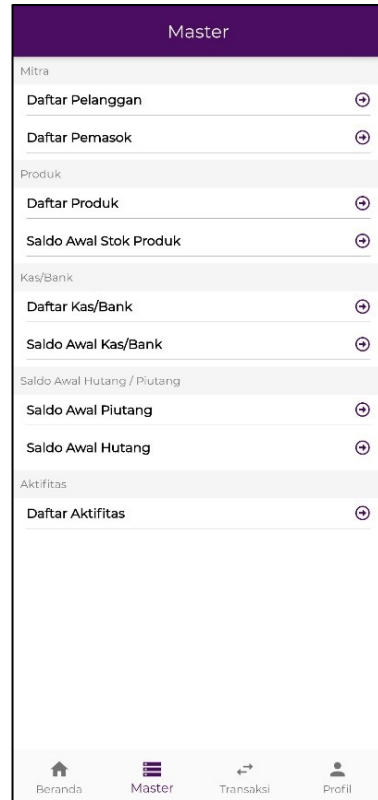 Master
Mitra
Daftar Pelanggan
Daftar Pemasok
Produk
Daftar Produk
Saldo Awal Stok Produk
Kas/Bank
Daftar Kas/Bank
Saldo Awal Kas/Bank
Saldo Awal Hutang / Piutang
Saldo Awal Piutang
Saldo Awal Hutang
Aktifitas
Daftar Aktifitas
Beranda Master Transaksi Profil